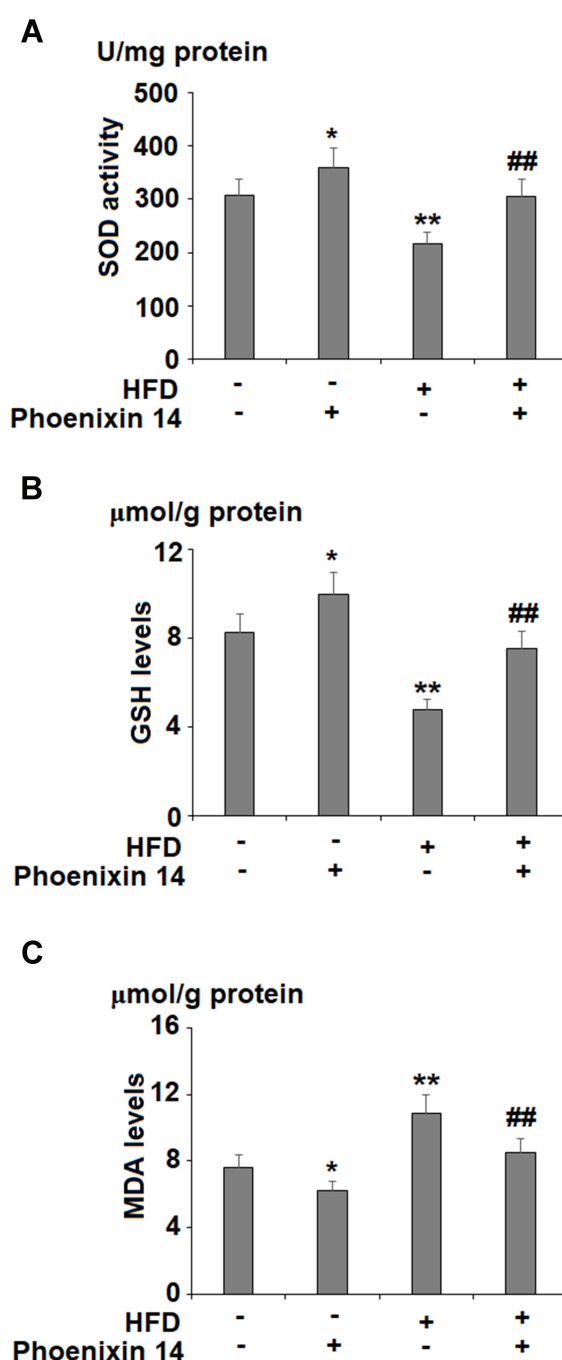 A
U/mg protein
500
*
400
##
300
**
200
100
0
SOD activity
HFD - - + +
Phoenixin 14 - + - +
B
μmol/g protein
12
*
##
8
**
4
0
GSH levels
HFD - - + +
Phoenixin 14 - + - +
C
μmol/g protein
16
**
12
##
*
8
4
0
MDA levels
HFD - - + +
Phoenixin 14 - + - +